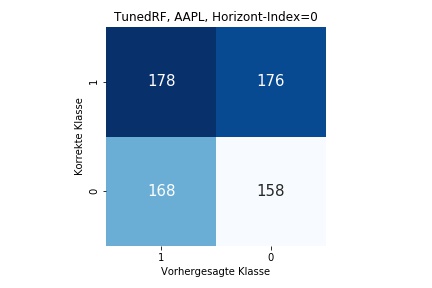 TunedRF, AAPL, Horizont-Index=0
Korrekte Klasse
1
178
176
0
168
158
1
0
Vorhergesagte Klasse